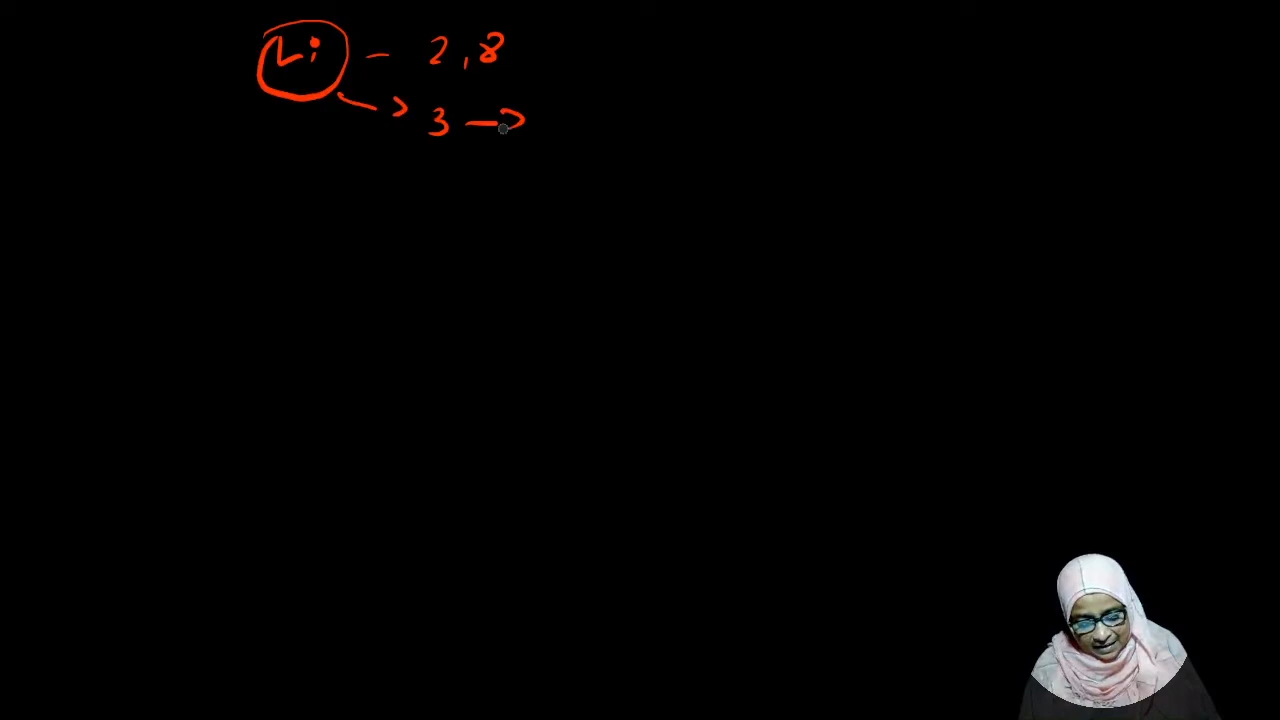 Li - 2,8
→ 3 →